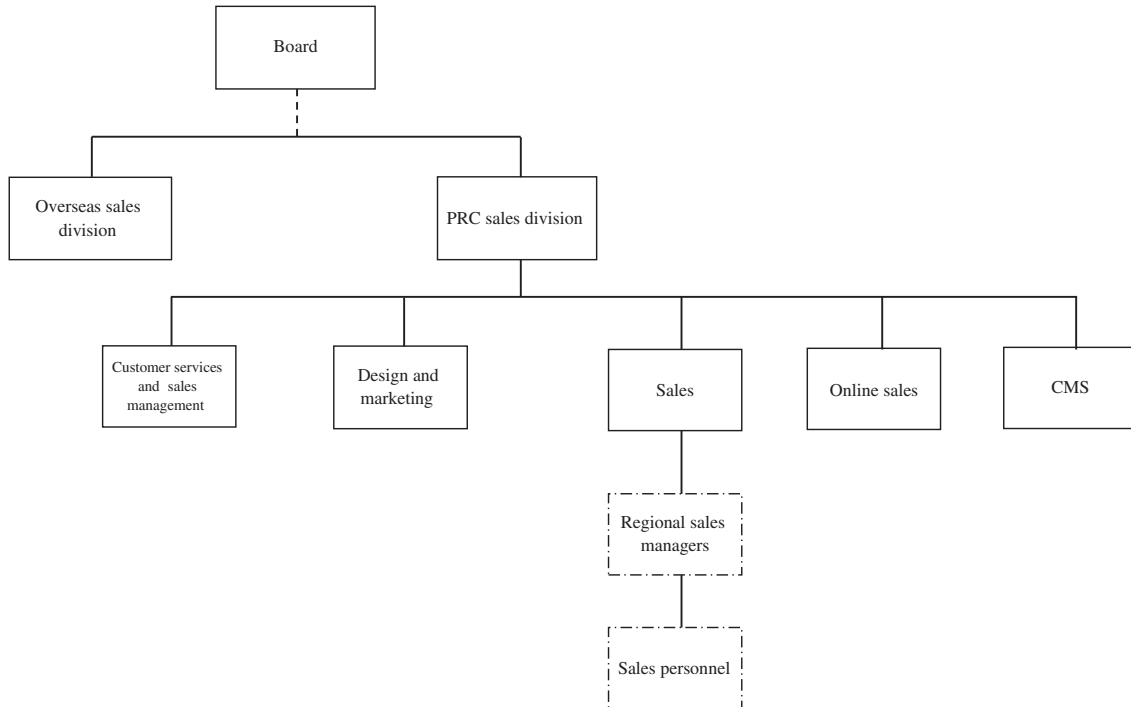 Board
Overseas sales
division
PRC sales division
Customer services
and sales
management
Design and
marketing
Sales
Online sales
CMS
Regional sales
managers
Sales personnel